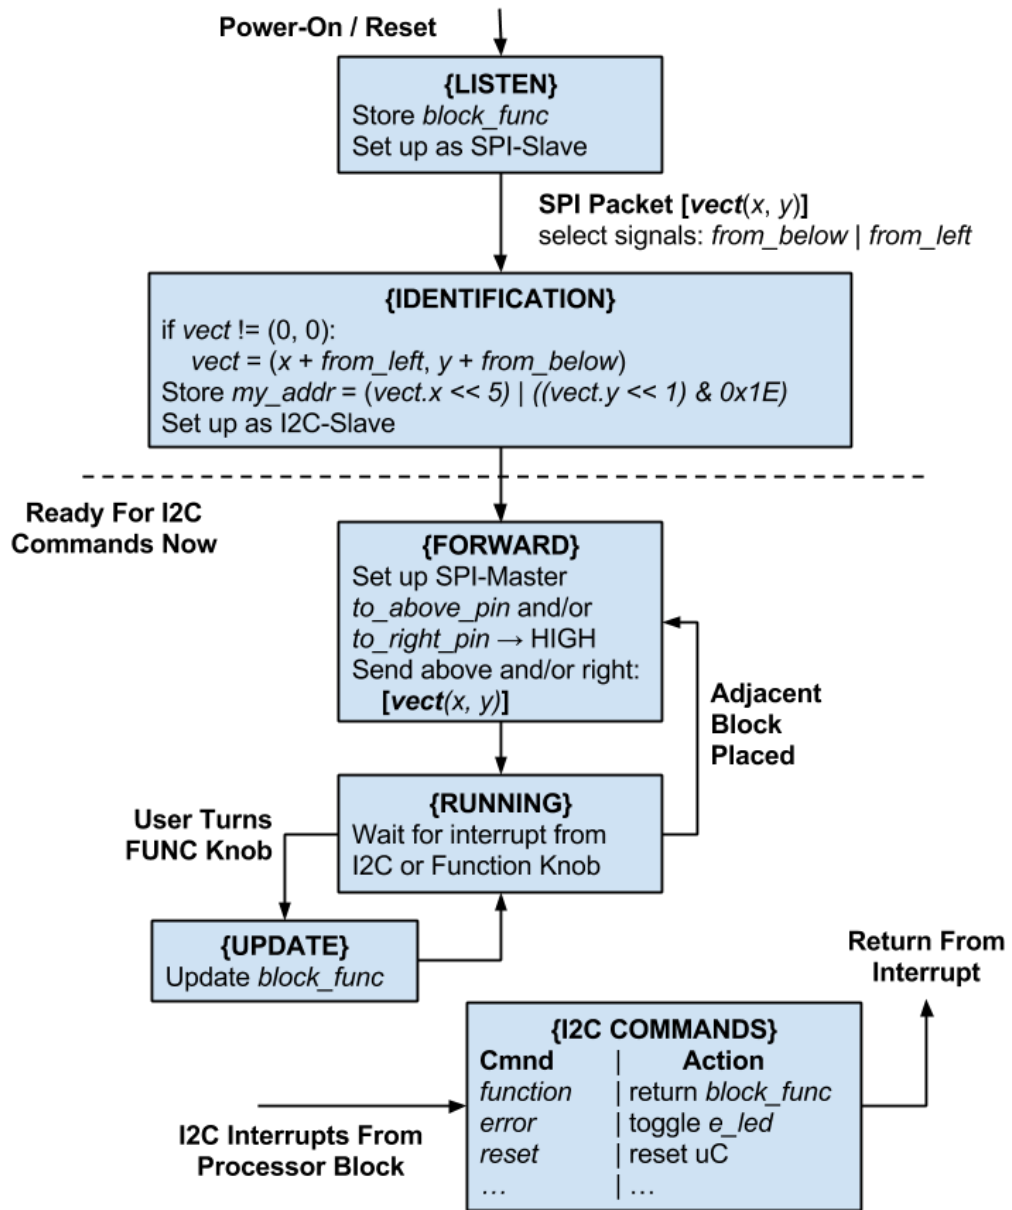 Power-On / Reset
{LISTEN}
Store block_func
Set up as SPI-Slave
SPI Packet [vect(x, y)]
select signals: from_below | from_left
{IDENTIFICATION}
if vect != (0, 0):
vect = (x + from_left, y + from_below)
Store my_addr = (vect.x << 5) | ((vect.y << 1) & 0x1E)
Set up as I2C-Slave
Ready For I2C
Commands Now
{FORWARD}
Set up SPI-Master
to_above_pin and/or
to_right_pin → HIGH
Send above and/or right:
[vect(x, y)]
Adjacent
Block
Placed
{RUNNING}
Wait for interrupt from
I2C or Function Knob
User Turns
FUNC Knob
{UPDATE}
Update block_func
Return From
Interrupt
{I2C COMMANDS}
Cmnd | Action
function | return block_func
error | toggle e_led
reset | reset uC
... | ...
I2C Interrupts From
Processor Block